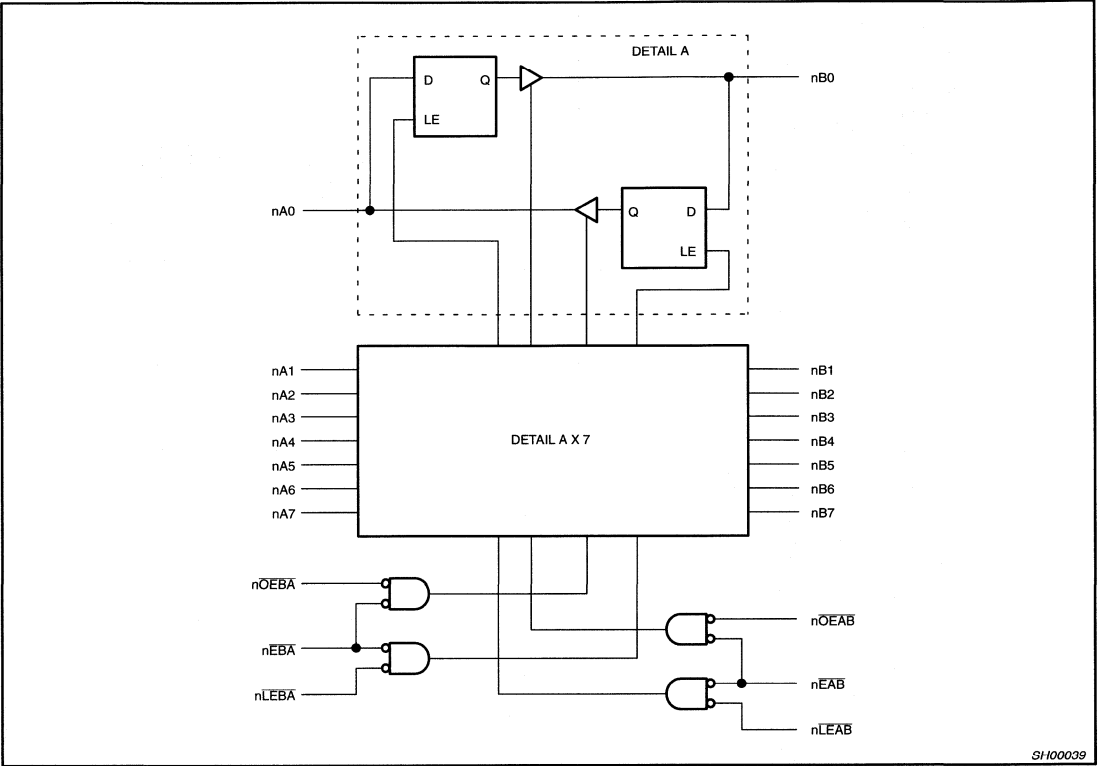 DETAIL A
D Q
LE
nB0
nA0
Q D
LE
nA1
nA2
nA3
nA4
nA5
nA6
nA7
DETAIL A X 7
nB1
nB2
nB3
nB4
nB5
nB6
nB7
nOEBA
nEBA
nLEBA
nOEAB
nEAB
nLEAB
SH00039